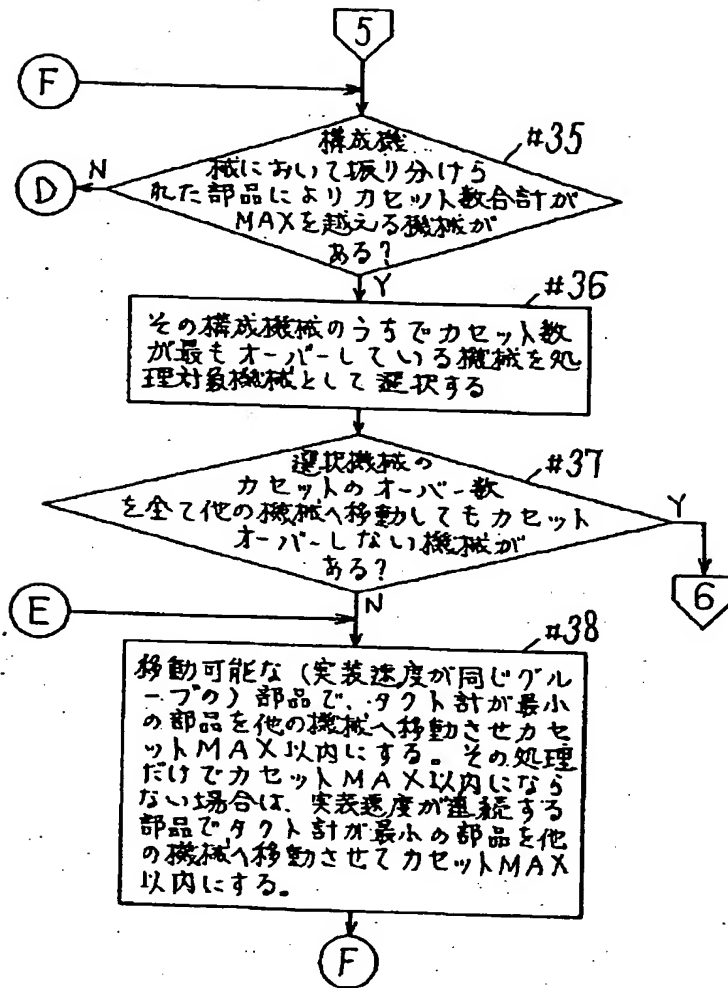 5
F
#35
構成機
械において振り分けら
れた部品によりカセット数合計が
MAXを越える機械が
ある?
N
D
Y
#36
その構成機械のうちでカセット数
が最もオーバーしている機械を処
理対象機械として選択する
#37
選択機械の
カセットのオーバー数
を全て他の機械へ移動してもカセット
オーバーしない機械が
ある?
Y
6
N
E
#38
移動可能な(実装速度が同じグル
ープの)部品で、タクト計が最小
の部品を他の機械へ移動させカセ
ットMAX以内にする。その処理
だけでカセットMAX以内になら
ない場合は、実装速度が連続する
部品でタクト計が最小の部品を他
の機械へ移動させてカセットMAX
以内にする。
F